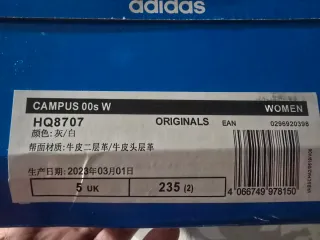 adidas
CAMPUS 00s W WOMEN
HQ8707 ORIGINALS EAN 0296920398
颜色: 灰/白
帮面材质: 牛皮二层革/牛皮头层革
生产日期: 2023年03月01日
5 UK 235 (2)
4 066749 978150